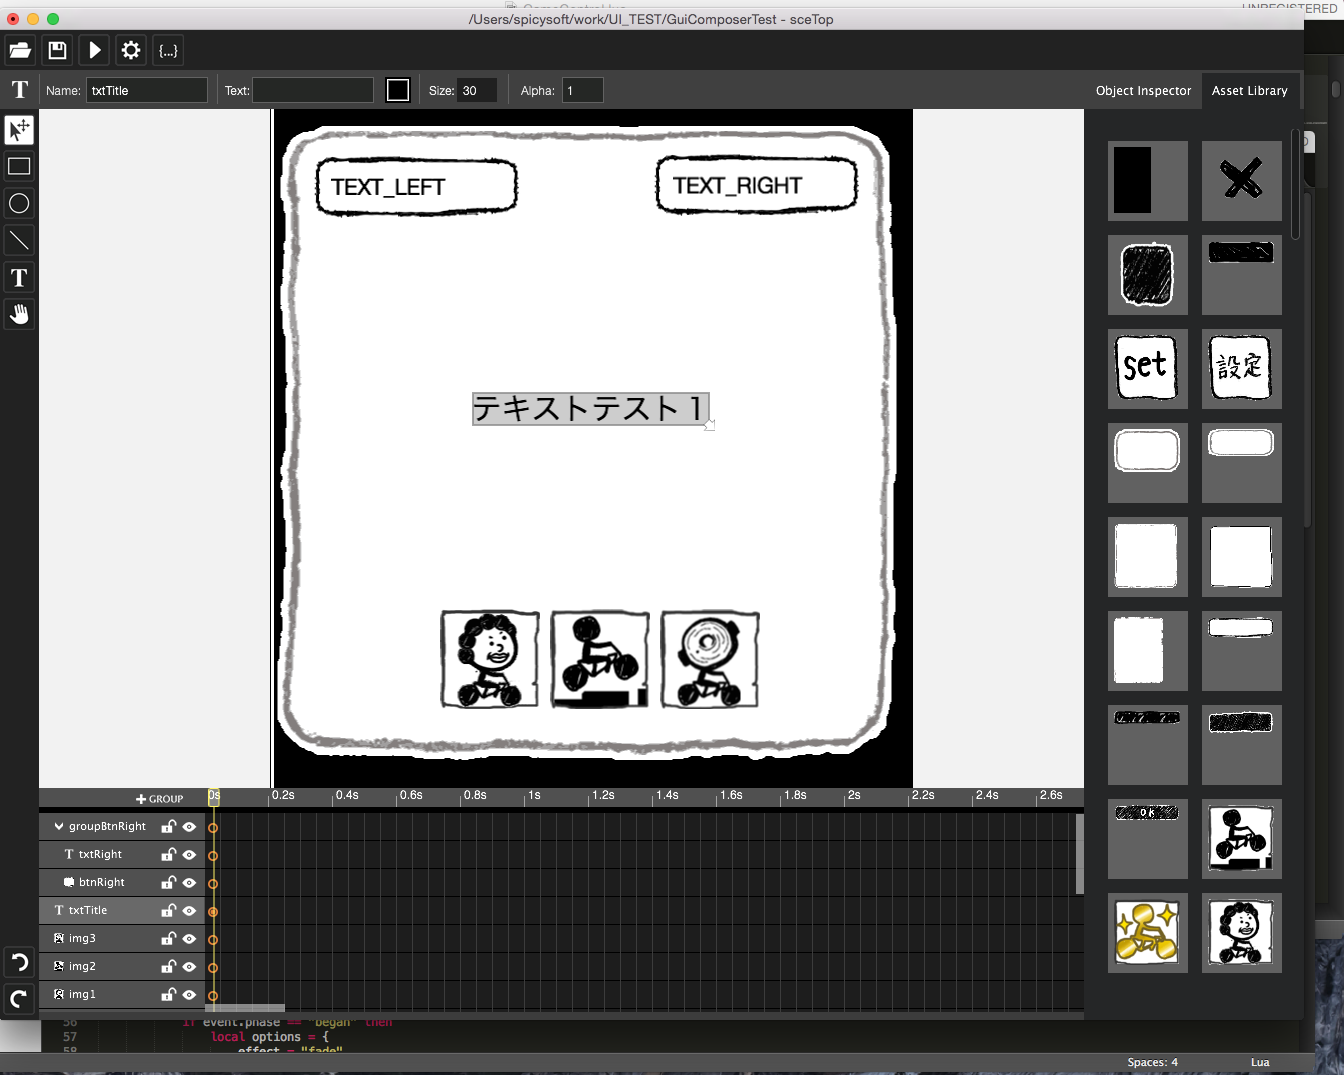 UNREGISTERED
/Users/spicysoft/work/UI_TEST/GuiComposerTest - sceTop
{...}
T Name: txtTitle Text: Size: 30 Alpha: 1
Object Inspector Asset Library
T
TEXT_LEFT TEXT_RIGHT
テキストテスト 1
set 設定
OK
+ GROUP 0s 0.2s 0.4s 0.6s 0.8s 1s 1.2s 1.4s 1.6s 1.8s 2s 2.2s 2.4s 2.6s
groupBtnRight
T txtRight
btnRight
T txtTitle
img3
img2
img1
56 if event.phase == "began" then
57 local options = {
58 effect = "fade"
Spaces: 4 Lua